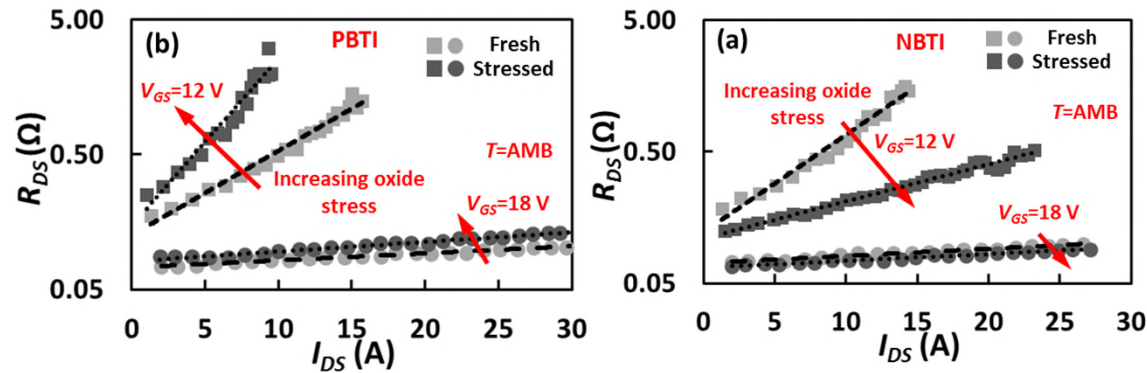 5.00
0.50
0.05
R_DS (Ω)
(b)
PBTI
Fresh
Stressed
V_GS=12 V
T=AMB
Increasing oxide
stress
V_GS=18 V
0 5 10 15 20 25 30
I_DS (A)
5.00
0.50
0.05
R_DS (Ω)
(a)
NBTI
Fresh
Stressed
Increasing oxide
stress
V_GS=12 V
T=AMB
V_GS=18 V
0 5 10 15 20 25 30
I_DS (A)